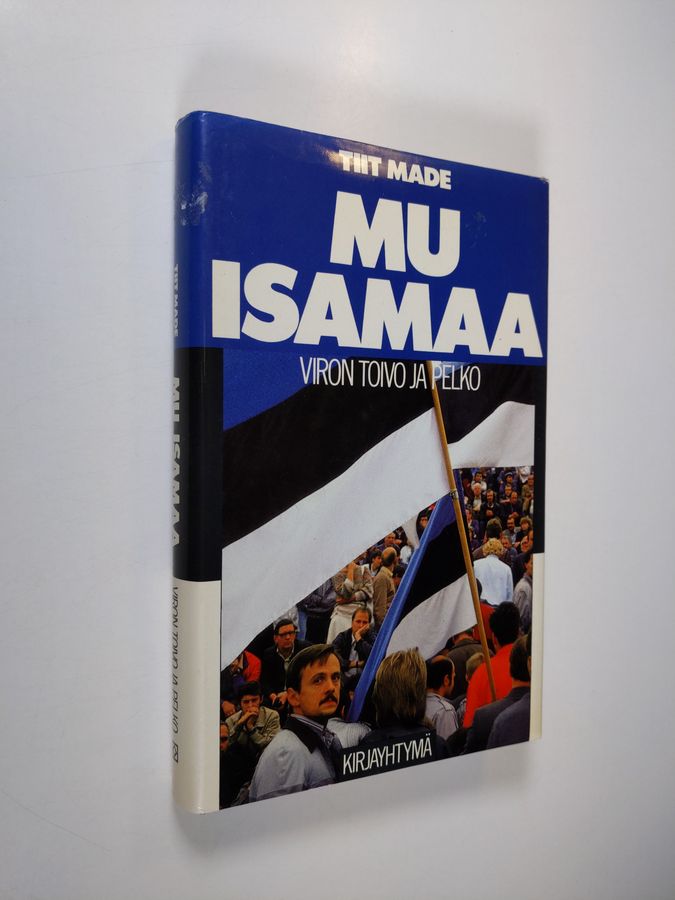 TIIT MADE
MU
ISAMAA
VIRON TOIVO JA PELKO
KIRJAYHTYMÄ
TIIT MADE
MU ISAMAA
VIRON TOIVO JA PELKO